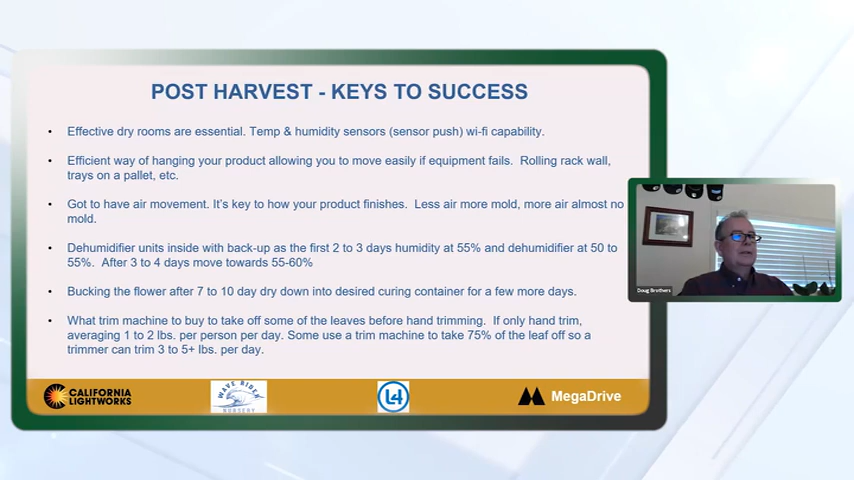 POST HARVEST - KEYS TO SUCCESS
• Effective dry rooms are essential. Temp & humidity sensors (sensor push) wi-fi capability.
• Efficient way of hanging your product allowing you to move easily if equipment fails. Rolling rack wall,
trays on a pallet, etc.
• Got to have air movement. It's key to how your product finishes. Less air more mold, more air almost no
mold.
• Dehumidifier units inside with back-up as the first 2 to 3 days humidity at 55% and dehumidifier at 50 to
55%. After 3 to 4 days move towards 55-60%
• Bucking the flower after 7 to 10 day dry down into desired curing container for a few more days.
• What trim machine to buy to take off some of the leaves before hand trimming. If only hand trim,
averaging 1 to 2 lbs. per person per day. Some use a trim machine to take 75% of the leaf off so a
trimmer can trim 3 to 5+ lbs. per day.
Doug Brothers
CALIFORNIA
LIGHTWORKS
WAVE RIDER
NURSERY
L4
MegaDrive